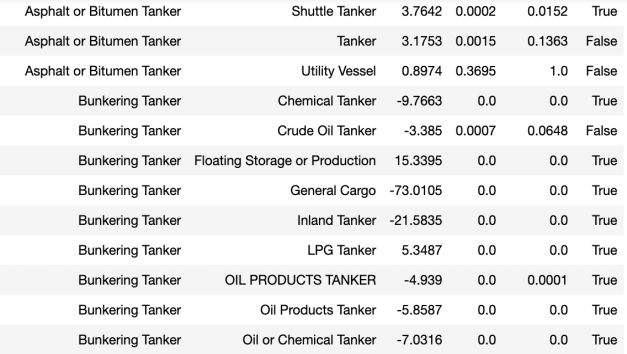 Asphalt or Bitumen Tanker Shuttle Tanker 3.7642 0.0002 0.0152 True
Asphalt or Bitumen Tanker Tanker 3.1753 0.0015 0.1363 False
Asphalt or Bitumen Tanker Utility Vessel 0.8974 0.3695 1.0 False
Bunkering Tanker Chemical Tanker -9.7663 0.0 0.0 True
Bunkering Tanker Crude Oil Tanker -3.385 0.0007 0.0648 False
Bunkering Tanker Floating Storage or Production 15.3395 0.0 0.0 True
Bunkering Tanker General Cargo -73.0105 0.0 0.0 True
Bunkering Tanker Inland Tanker -21.5835 0.0 0.0 True
Bunkering Tanker LPG Tanker 5.3487 0.0 0.0 True
Bunkering Tanker OIL PRODUCTS TANKER -4.939 0.0 0.0001 True
Bunkering Tanker Oil Products Tanker -5.8587 0.0 0.0 True
Bunkering Tanker Oil or Chemical Tanker -7.0316 0.0 0.0 True